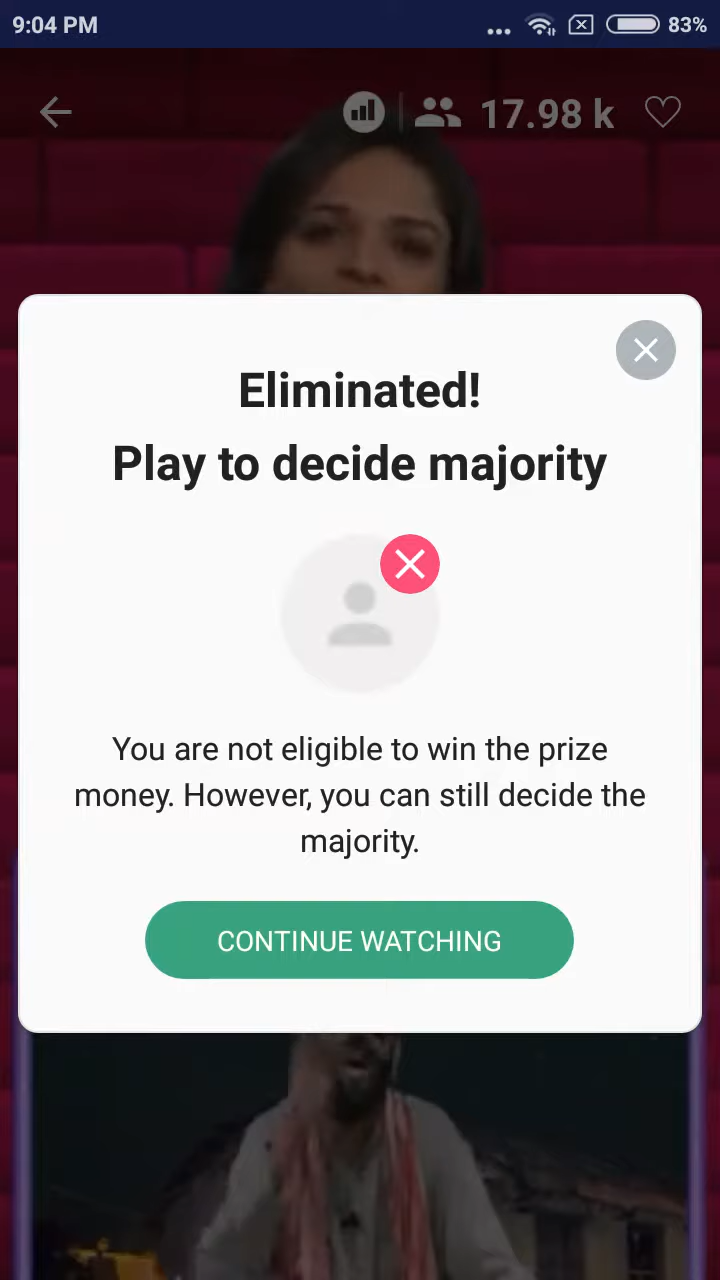 9:04 PM
83%
17.98 k
Eliminated!
Play to decide majority
You are not eligible to win the prize
money. However, you can still decide the
majority.
CONTINUE WATCHING